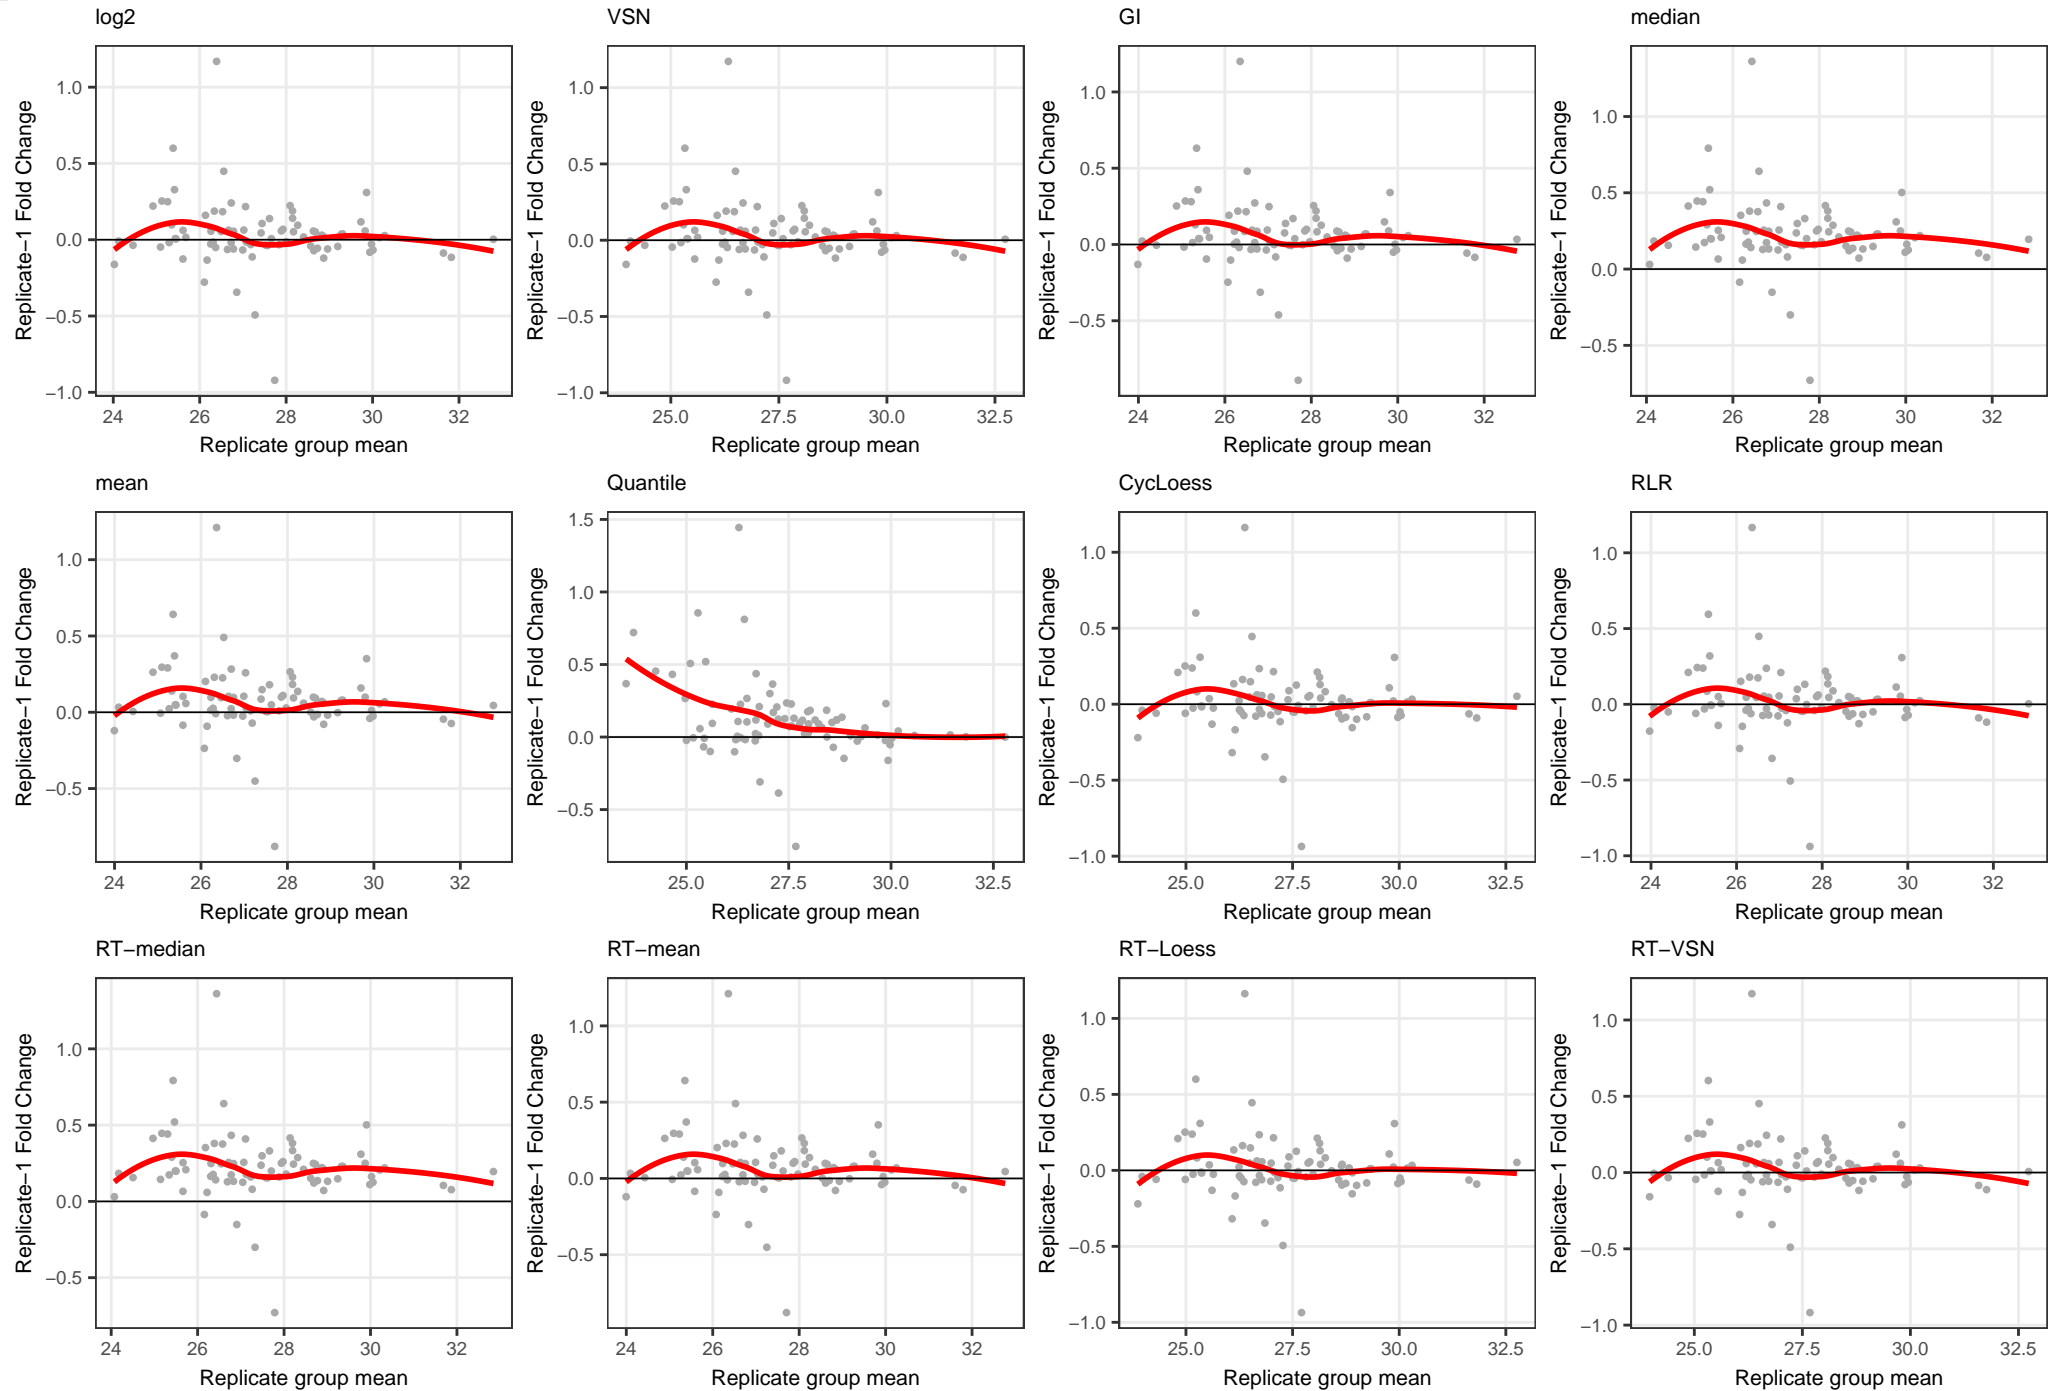 log2
VSN
GI
median
Replicate−1 Fold Change
1.0
0.5
0.0
−0.5
−1.0
24 26 28 30 32
Replicate group mean
Replicate−1 Fold Change
1.0
0.5
0.0
−0.5
−1.0
25.0 27.5 30.0 32.5
Replicate group mean
Replicate−1 Fold Change
1.0
0.5
0.0
−0.5
24 26 28 30 32
Replicate group mean
Replicate−1 Fold Change
1.0
0.5
0.0
−0.5
24 26 28 30 32
Replicate group mean
mean
Quantile
CycLoess
RLR
Replicate−1 Fold Change
1.0
0.5
0.0
−0.5
24 26 28 30 32
Replicate group mean
Replicate−1 Fold Change
1.5
1.0
0.5
0.0
−0.5
25.0 27.5 30.0 32.5
Replicate group mean
Replicate−1 Fold Change
1.0
0.5
0.0
−0.5
−1.0
25.0 27.5 30.0 32.5
Replicate group mean
Replicate−1 Fold Change
1.0
0.5
0.0
−0.5
−1.0
24 26 28 30 32
Replicate group mean
RT−median
RT−mean
RT−Loess
RT−VSN
Replicate−1 Fold Change
1.0
0.5
0.0
−0.5
24 26 28 30 32
Replicate group mean
Replicate−1 Fold Change
1.0
0.5
0.0
−0.5
24 26 28 30 32
Replicate group mean
Replicate−1 Fold Change
1.0
0.5
0.0
−0.5
−1.0
25.0 27.5 30.0 32.5
Replicate group mean
Replicate−1 Fold Change
1.0
0.5
0.0
−0.5
−1.0
25.0 27.5 30.0 32.5
Replicate group mean